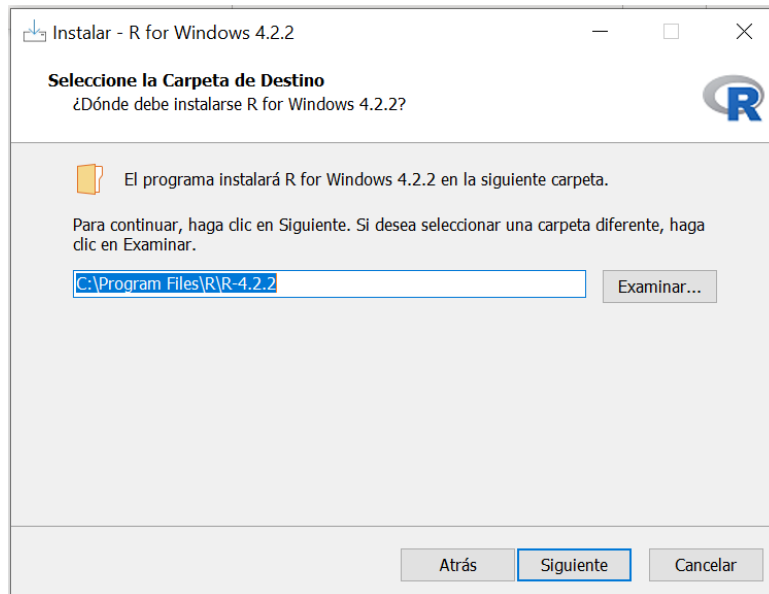 Instalar - R for Windows 4.2.2
Seleccione la Carpeta de Destino
¿Dónde debe instalarse R for Windows 4.2.2?
R
El programa instalará R for Windows 4.2.2 en la siguiente carpeta.
Para continuar, haga clic en Siguiente. Si desea seleccionar una carpeta diferente, haga
clic en Examinar.
C:\Program Files\R\R-4.2.2
Examinar...
Atrás
Siguiente
Cancelar